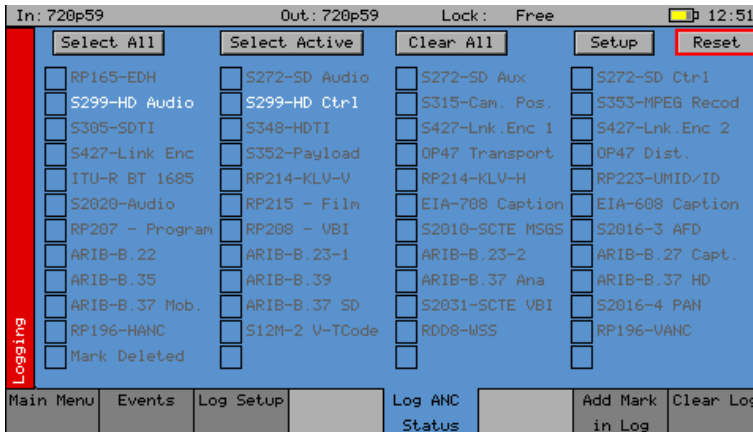 In: 720p59 Out: 720p59 Lock: Free 12:51
Select All Select Active Clear All Setup Reset
RP165-EDH S272-SD Audio S272-SD Aux S272-SD Ctrl
S299-HD Audio S299-HD Ctrl S315-Cam. Pos. S353-MPEG Recod
S305-SDTI S348-HDTI S427-Lnk.Enc 1 S427-Lnk.Enc 2
S427-Link Enc S352-Payload OP47 Transport OP47 Dist.
ITU-R BT 1685 RP214-KLV-V RP214-KLV-H RP223-UMID/ID
S2020-Audio RP215 - Film EIA-708 Caption EIA-608 Caption
RP207 - Program RP208 - VBI S2010-SCTE MSGS S2016-3 AFD
ARIB-B.22 ARIB-B.23-1 ARIB-B.23-2 ARIB-B.27 Capt.
ARIB-B.35 ARIB-B.39 ARIB-B.37 Ana ARIB-B.37 HD
ARIB-B.37 Mob. ARIB-B.37 SD S2031-SCTE VBI S2016-4 PAN
RP196-HANC S12M-2 V-TCode RDD8-WSS RP196-VANC
Mark Deleted
Logging
Main Menu Events Log Setup Log ANC Status Add Mark in Log Clear Log